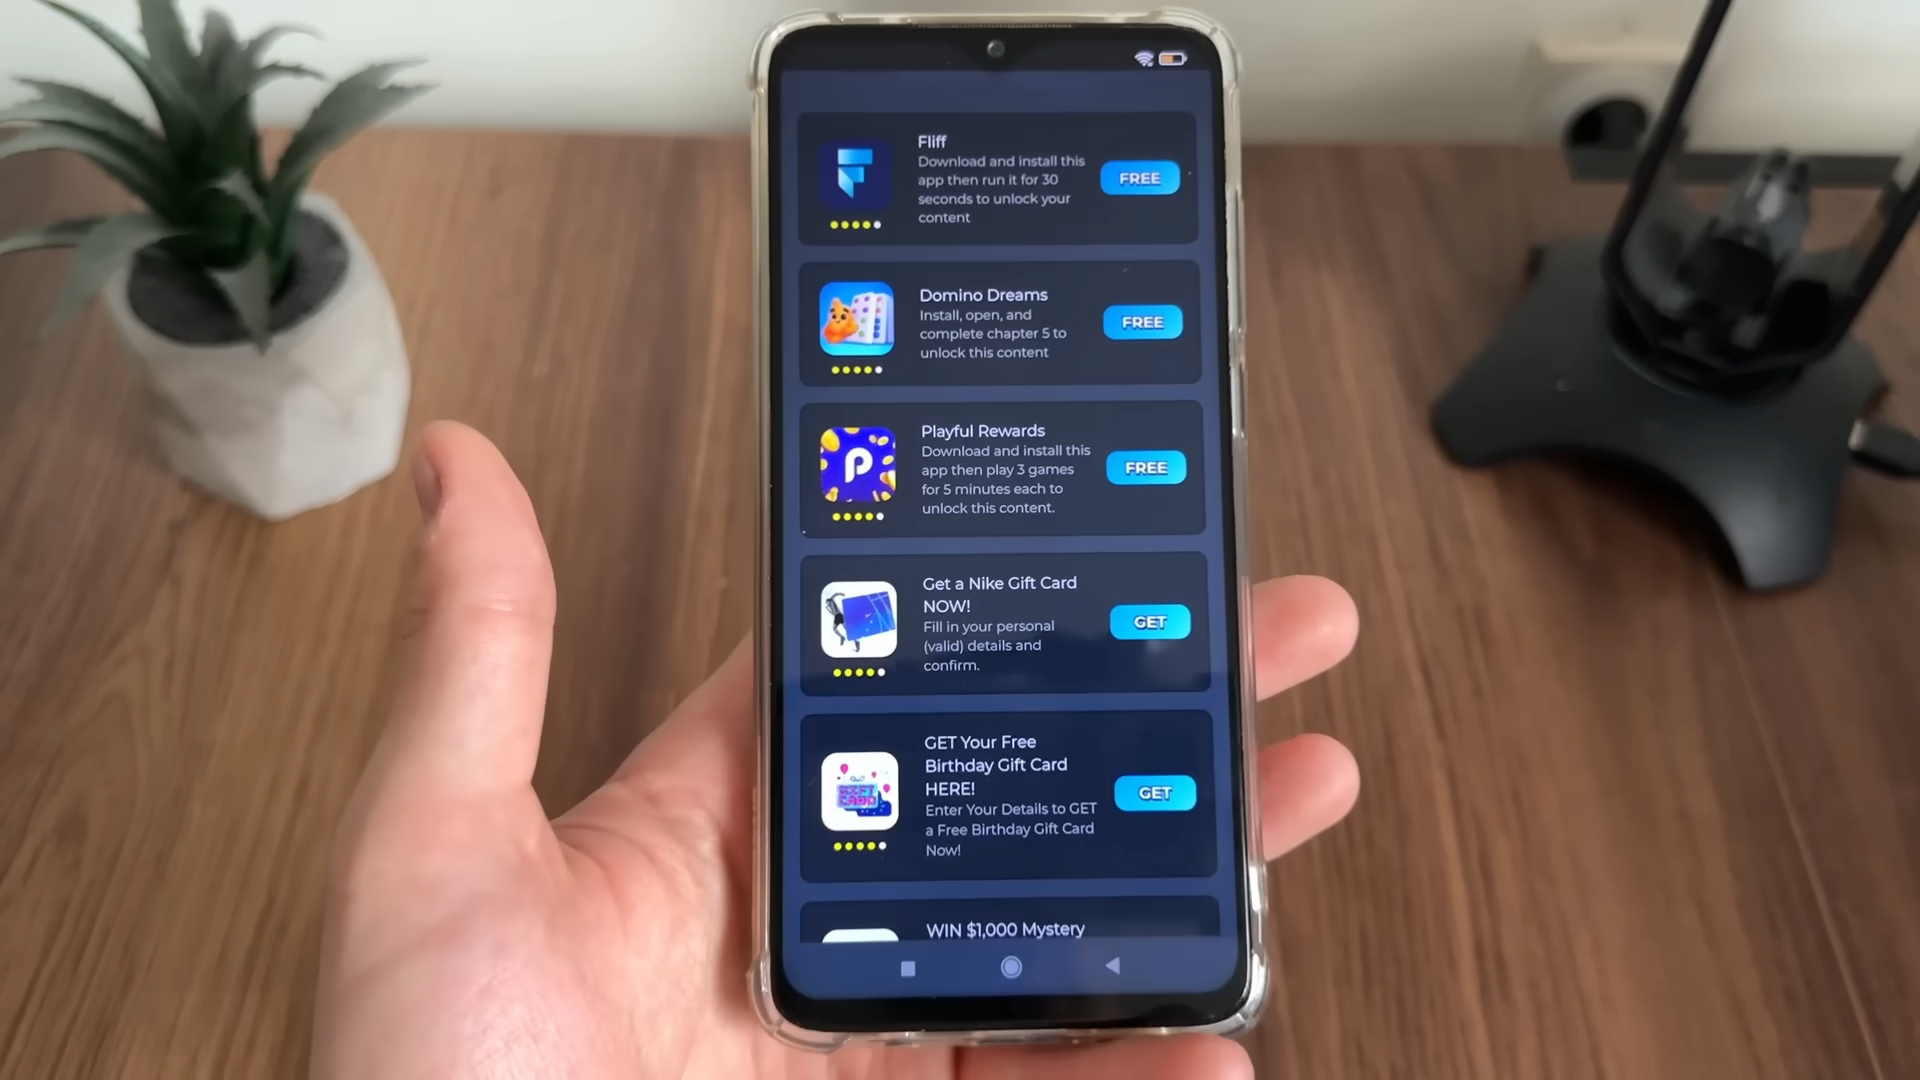 Fliff
Download and install this
app then run it for 30
seconds to unlock your
content
FREE
Domino Dreams
Install, open, and
complete chapter 5 to
unlock this content
FREE
Playful Rewards
Download and install this
app then play 3 games
for 5 minutes each to
unlock this content.
FREE
Get a Nike Gift Card
NOW!
Fill in your personal
(valid) details and
confirm.
GET
GET Your Free
Birthday Gift Card
HERE!
Enter Your Details to GET
a Free Birthday Gift Card
Now!
GET
WIN $1,000 Mystery